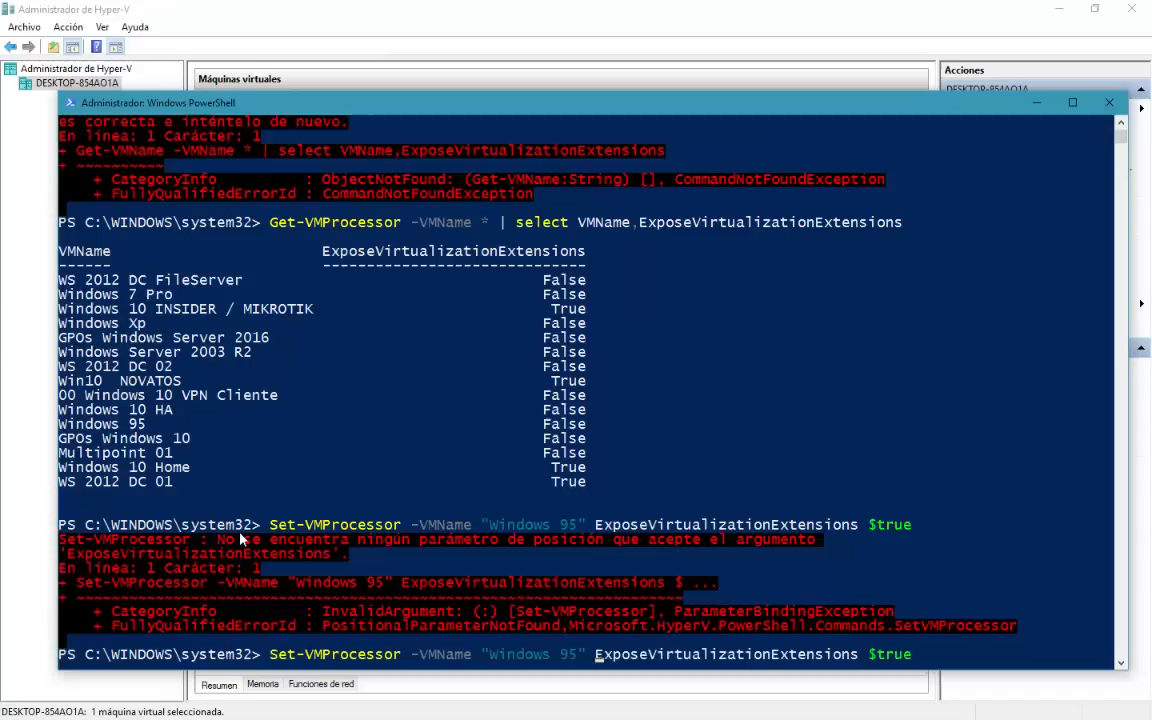 Administrador de Hyper-V
Archivo Acción Ver Ayuda
Administrador de Hyper-V
DESKTOP-854AO1A
Máquinas virtuales
Acciones
DESKTOP-854AO1A
Administrador: Windows PowerShell
es correcta e inténtelo de nuevo.
En línea: 1 Carácter: 1
+ Get-VMName -VMName * | select VMName,ExposeVirtualizationExtensions
+ ~~~~~~~~~~
+ CategoryInfo : ObjectNotFound: (Get-VMName:String) [], CommandNotFoundException
+ FullyQualifiedErrorId : CommandNotFoundException
PS C:\WINDOWS\system32> Get-VMProcessor -VMName * | select VMName,ExposeVirtualizationExtensions
VMName ExposeVirtualizationExtensions
------ ------------------------------
WS 2012 DC FileServer False
Windows 7 Pro False
Windows 10 INSIDER / MIKROTIK True
Windows Xp False
GPOs Windows Server 2016 False
Windows Server 2003 R2 False
WS 2012 DC 02 False
Win10 NOVATOS True
00 Windows 10 VPN Cliente False
Windows 10 HA False
Windows 95 False
GPOs Windows 10 False
Multipoint 01 False
Windows 10 Home True
WS 2012 DC 01 True
PS C:\WINDOWS\system32> Set-VMProcessor -VMName "Windows 95" ExposeVirtualizationExtensions $true
Set-VMProcessor : No se encuentra ningún parámetro de posición que acepte el argumento
'ExposeVirtualizationExtensions'.
En línea: 1 Carácter: 1
+ Set-VMProcessor -VMName "Windows 95" ExposeVirtualizationExtensions $ ...
+ ~~~~~~~~~~~~~~~~~~~~~~~~~~~~~~~~~~~~~~~~~~~~~~~~~~~~~~~~~~~~~~~~~~~~~
+ CategoryInfo : InvalidArgument: (:) [Set-VMProcessor], ParameterBindingException
+ FullyQualifiedErrorId : PositionalParameterNotFound,Microsoft.HyperV.PowerShell.Commands.SetVMProcessor
PS C:\WINDOWS\system32> Set-VMProcessor -VMName "Windows 95" ExposeVirtualizationExtensions $true
Resumen Memoria Funciones de red
DESKTOP-854AO1A: 1 máquina virtual seleccionada.